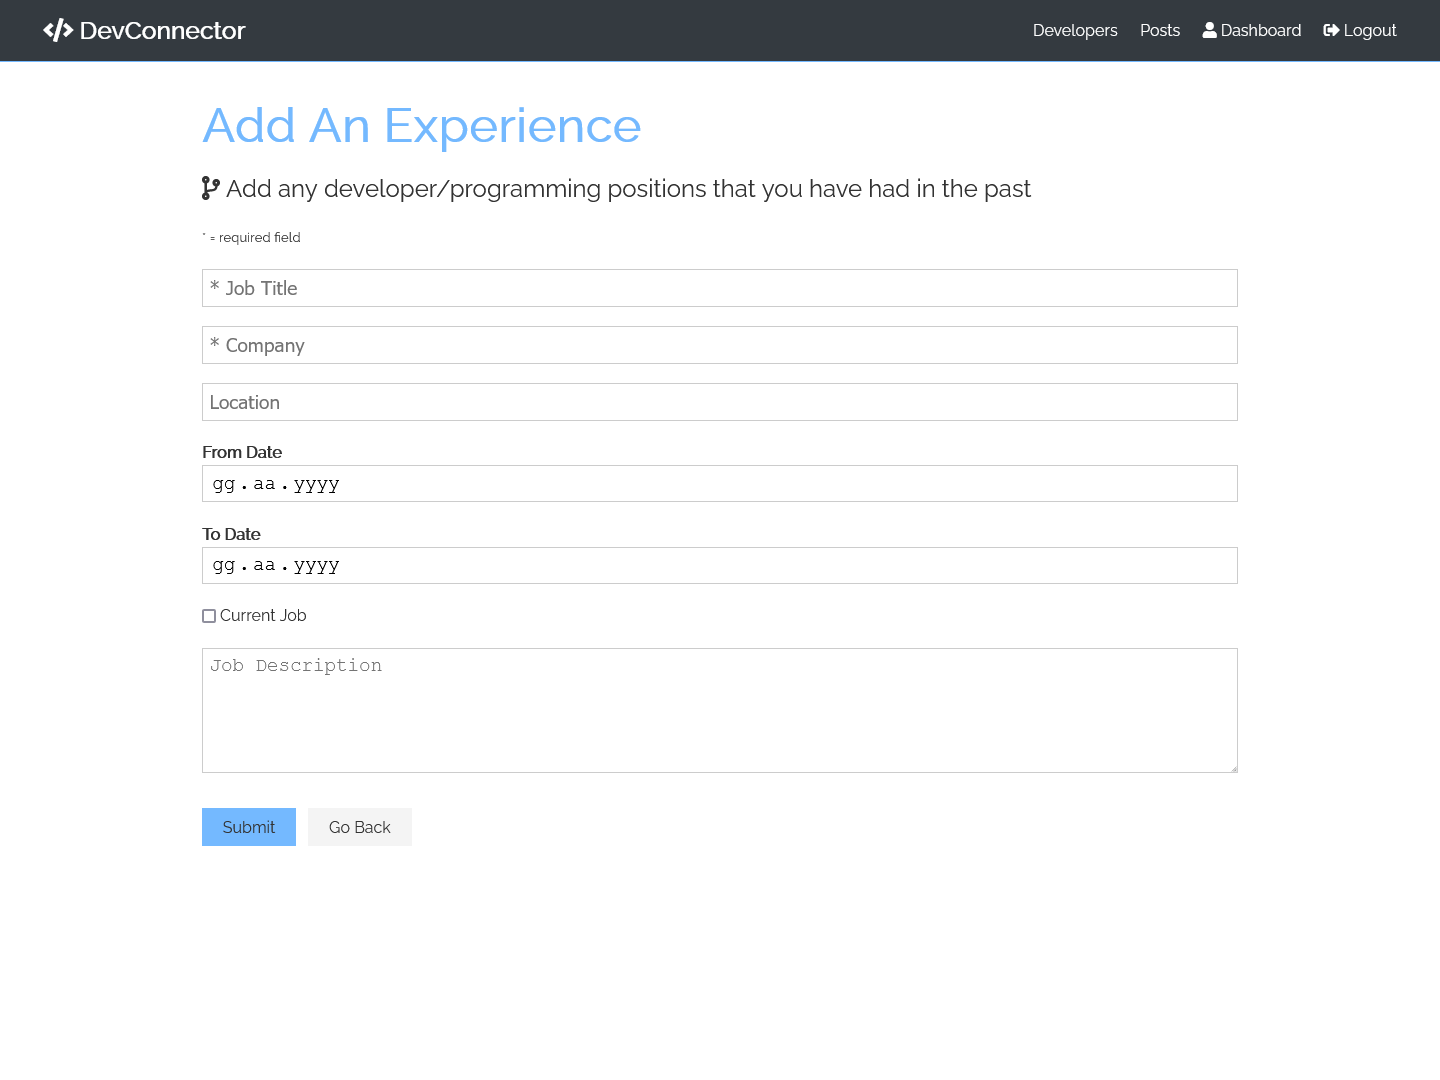 DevConnector
Developers
Posts
Dashboard
Logout
Add An Experience
Add any developer/programming positions that you have had in the past
* = required field
* Job Title
* Company
Location
From Date
gg.aa.yyyy
To Date
gg.aa.yyyy
Current Job
Job Description
Submit
Go Back